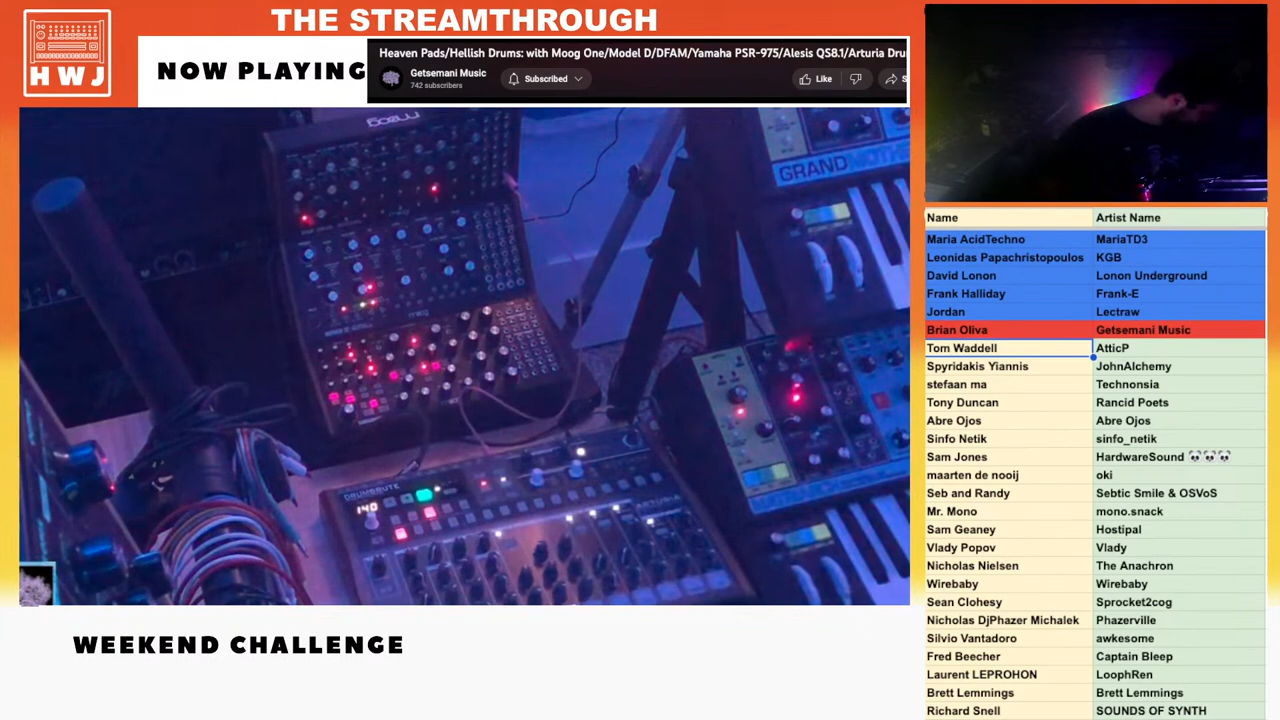 THE STREAMTHROUGH
HWJ
NOW PLAYING
Heaven Pads/Hellish Drums: with Moog One/Model D/DFAM/Yamaha PSR-975/Alesis QS8.1/Arturia Dru
Getsemani Music
742 subscribers
Subscribed
Like
S
moog
GRANDMOTHE
moog
DRUMBRUTE
140
ARTURIA
WEEKEND CHALLENGE
Name Artist Name
Maria AcidTechno MariaTD3
Leonidas Papachristopoulos KGB
David Lonon Lonon Underground
Frank Halliday Frank-E
Jordan Lectraw
Brian Oliva Getsemani Music
Tom Waddell AtticP
Spyridakis Yiannis JohnAlchemy
stefaan ma Technonsia
Tony Duncan Rancid Poets
Abre Ojos Abre Ojos
Sinfo Netik sinfo_netik
Sam Jones HardwareSound 🐼🐼🐼
maarten de nooij oki
Seb and Randy Sebtic Smile & OSVoS
Mr. Mono mono.snack
Sam Geaney Hostipal
Vlady Popov Vlady
Nicholas Nielsen The Anachron
Wirebaby Wirebaby
Sean Clohesy Sprocket2cog
Nicholas DjPhazer Michalek Phazerville
Silvio Vantadoro awkesome
Fred Beecher Captain Bleep
Laurent LEPROHON LoophRen
Brett Lemmings Brett Lemmings
Richard Snell SOUNDS OF SYNTH